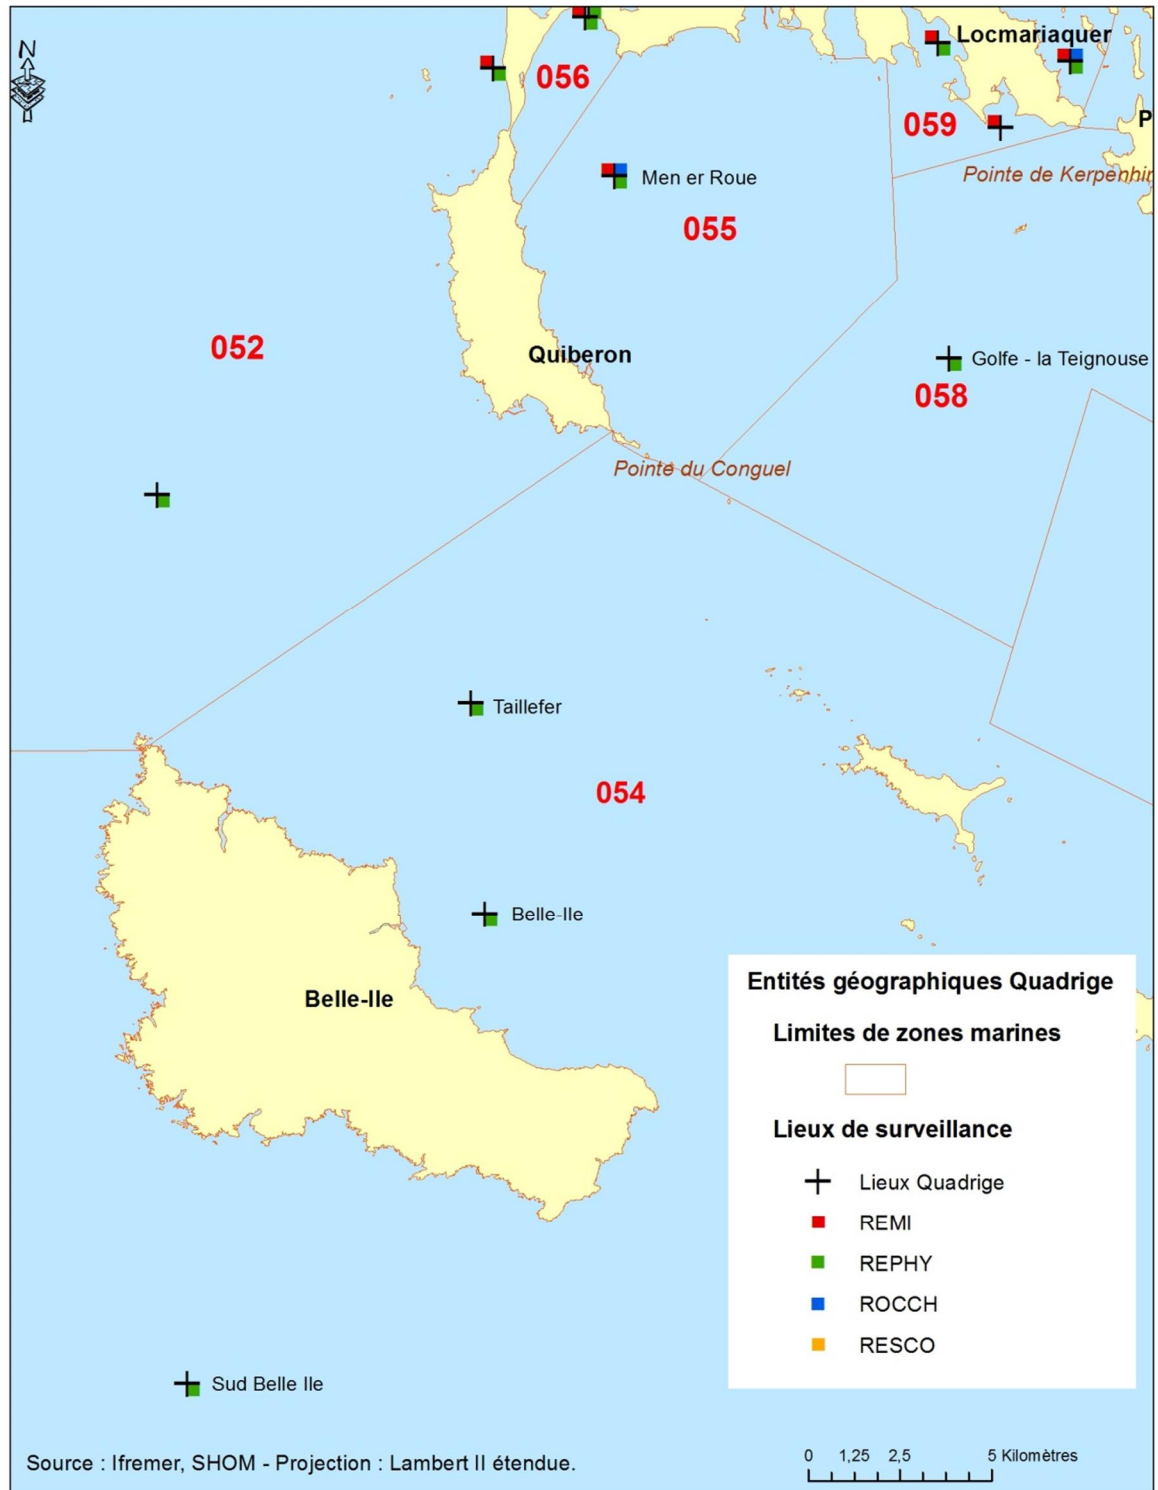 N
Locmariaquer
056
059
P
Pointe de Kerpenhir
Men er Roue
055
052
Quiberon
Golfe - la Teignouse
058
Pointe du Conguel
Taillefer
054
Belle-Ile
Belle-Ile
Entités géographiques Quadrige
Limites de zones marines
Lieux de surveillance
Lieux Quadrige
REMI
REPHY
ROCCH
RESCO
Sud Belle Ile
Source : Ifremer, SHOM - Projection : Lambert II étendue.
0 1,25 2,5 5 Kilomètres